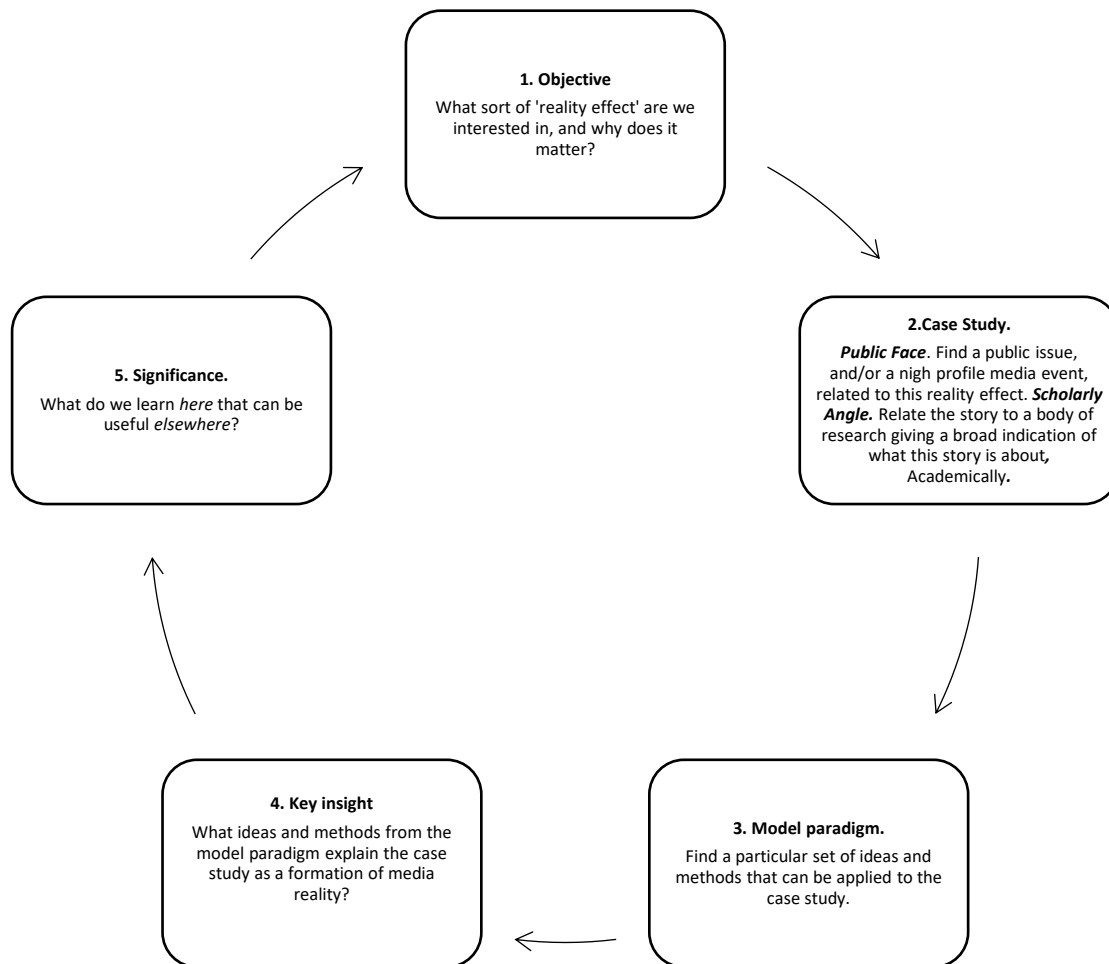 1. Objective
What sort of 'reality effect' are we
interested in, and why does it
matter?
2.Case Study.
Public Face. Find a public issue,
and/or a nigh profile media event,
related to this reality effect. Scholarly
Angle. Relate the story to a body of
research giving a broad indication of
what this story is about,
Academically.
3. Model paradigm.
Find a particular set of ideas and
methods that can be applied to the
case study.
4. Key insight
What ideas and methods from the
model paradigm explain the case
study as a formation of media
reality?
5. Significance.
What do we learn here that can be
useful elsewhere?